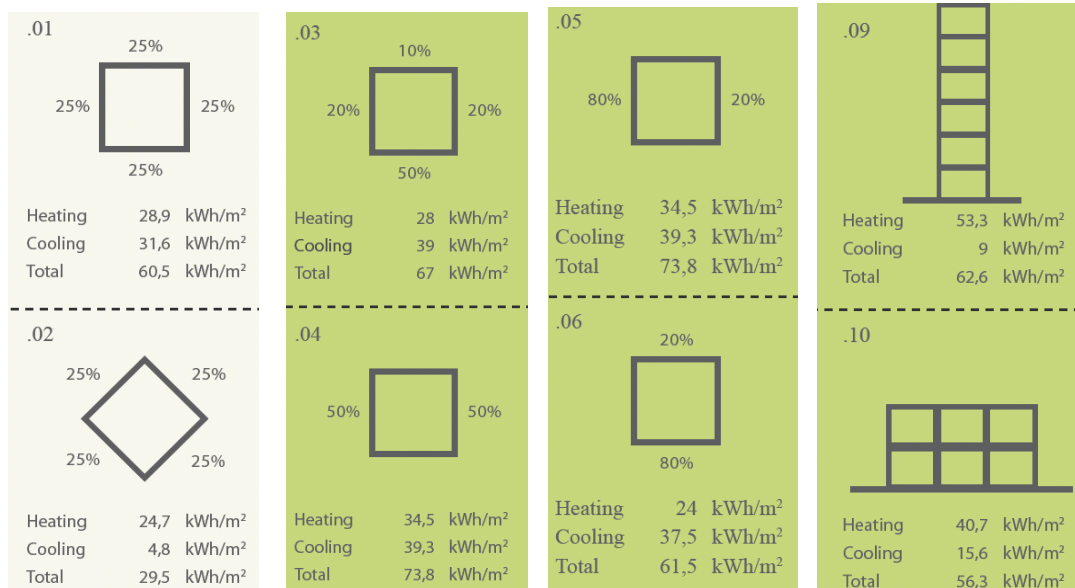 .01
25%
25% 25%
25%
Heating 28,9 kWh/m²
Cooling 31,6 kWh/m²
Total 60,5 kWh/m²
.02
25% 25%
25% 25%
Heating 24,7 kWh/m²
Cooling 4,8 kWh/m²
Total 29,5 kWh/m²
.03
10%
20% 20%
50%
Heating 28 kWh/m²
Cooling 39 kWh/m²
Total 67 kWh/m²
.04
50% 50%
Heating 34,5 kWh/m²
Cooling 39,3 kWh/m²
Total 73,8 kWh/m²
.05
80% 20%
Heating 34,5 kWh/m²
Cooling 39,3 kWh/m²
Total 73,8 kWh/m²
.06
20%
80%
Heating 24 kWh/m²
Cooling 37,5 kWh/m²
Total 61,5 kWh/m²
.09
Heating 53,3 kWh/m²
Cooling 9 kWh/m²
Total 62,6 kWh/m²
.10
Heating 40,7 kWh/m²
Cooling 15,6 kWh/m²
Total 56,3 kWh/m²